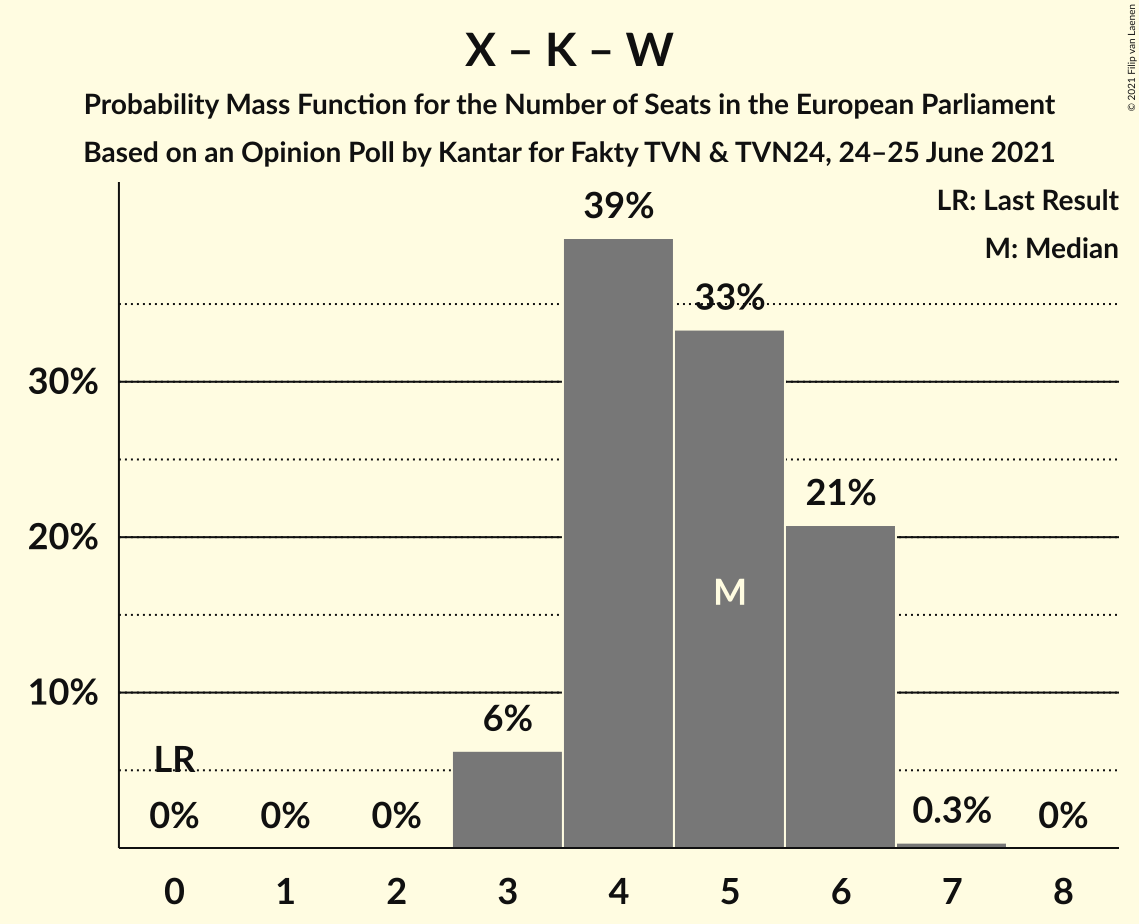 X – K – W
Probability Mass Function for the Number of Seats in the European Parliament
Based on an Opinion Poll by Kantar for Fakty TVN & TVN24, 24–25 June 2021
© 2021 Filip van Laenen
LR: Last Result
M: Median
39%
33%
30%
21%
20%
M
10%
6%
LR
0% 0% 0% 0.3% 0%
0 1 2 3 4 5 6 7 8